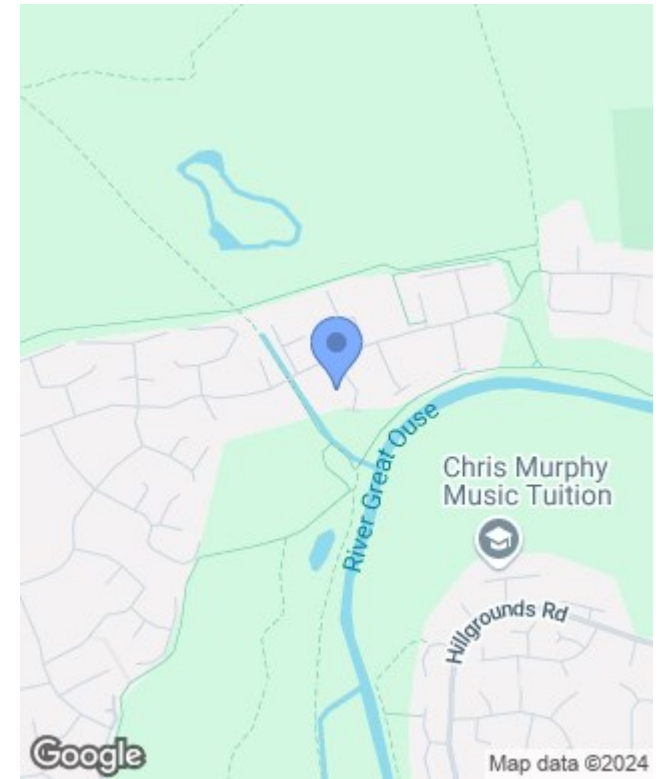 River Great Ouse
Chris Murphy
Music Tuition
Hillgrounds Rd
Google
Map data ©2024